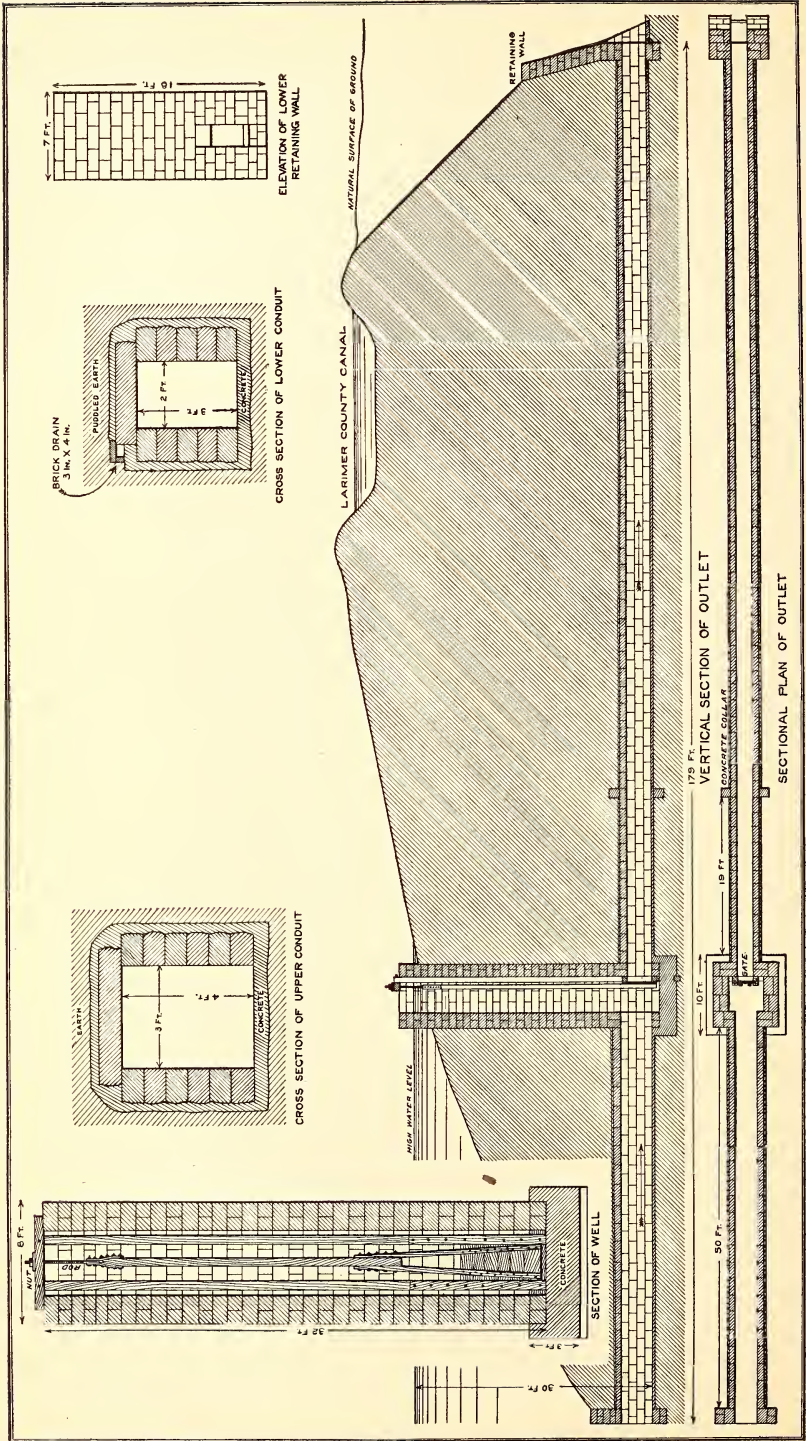 7 FT.
16 FT.
ELEVATION OF LOWER
RETAINING WALL
BRICK DRAIN
3 IN. X 4 IN.
PUDDLED EARTH
2 FT.
3 FT.
CONCRETE
CROSS SECTION OF LOWER CONDUIT
EARTH
3 FT.
4 FT.
CONCRETE
CROSS SECTION OF UPPER CONDUIT
8 FT.
NUT
ROD
32 FT
3 FT
CONCRETE
SECTION OF WELL
NATURAL SURFACE OF GROUND
RETAINING
WALL
LARIMER COUNTY CANAL
HIGH WATER LEVEL
30 FT.
179 FT.
VERTICAL SECTION OF OUTLET
CONCRETE COLLAR
50 FT.
10 FT.
19 FT
GATE
SECTIONAL PLAN OF OUTLET